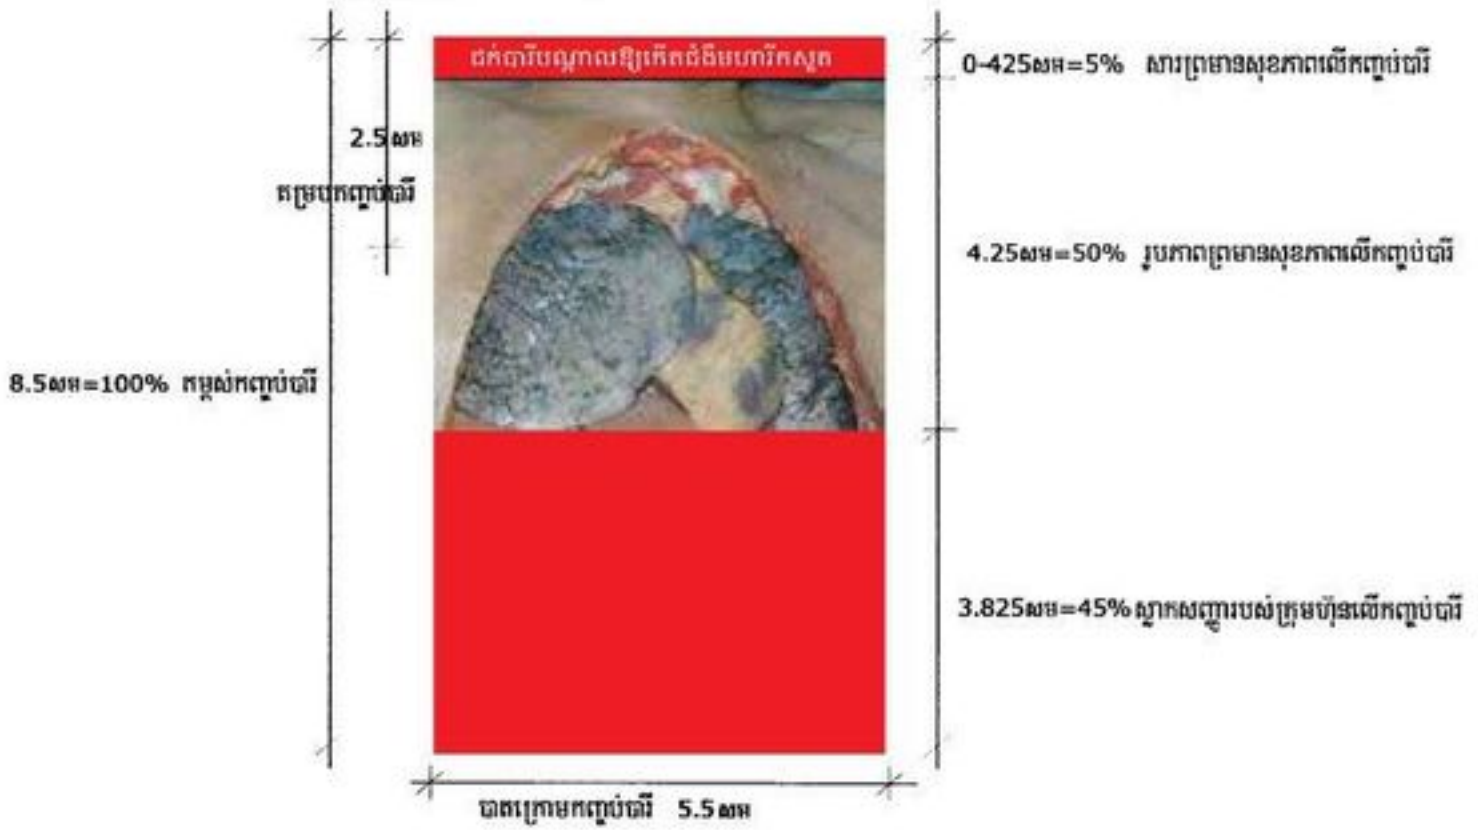 ជក់បារីបណ្តាលឱ្យកើតជំងឺមហារីកសួត
0-425សម=5% សារព្រមានសុខភាពលើកញ្ចប់បារី
2.5សម
គម្របកញ្ចប់បារី
4.25សម=50% រូបភាពព្រមានសុខភាពលើកញ្ចប់បារី
8.5សម=100% កម្ពស់កញ្ចប់បារី
3.825សម=45% ស្លាកសញ្ញារបស់ក្រុមហ៊ុនលើកញ្ចប់បារី
បាតក្រោមកញ្ចប់បារី 5.5សម